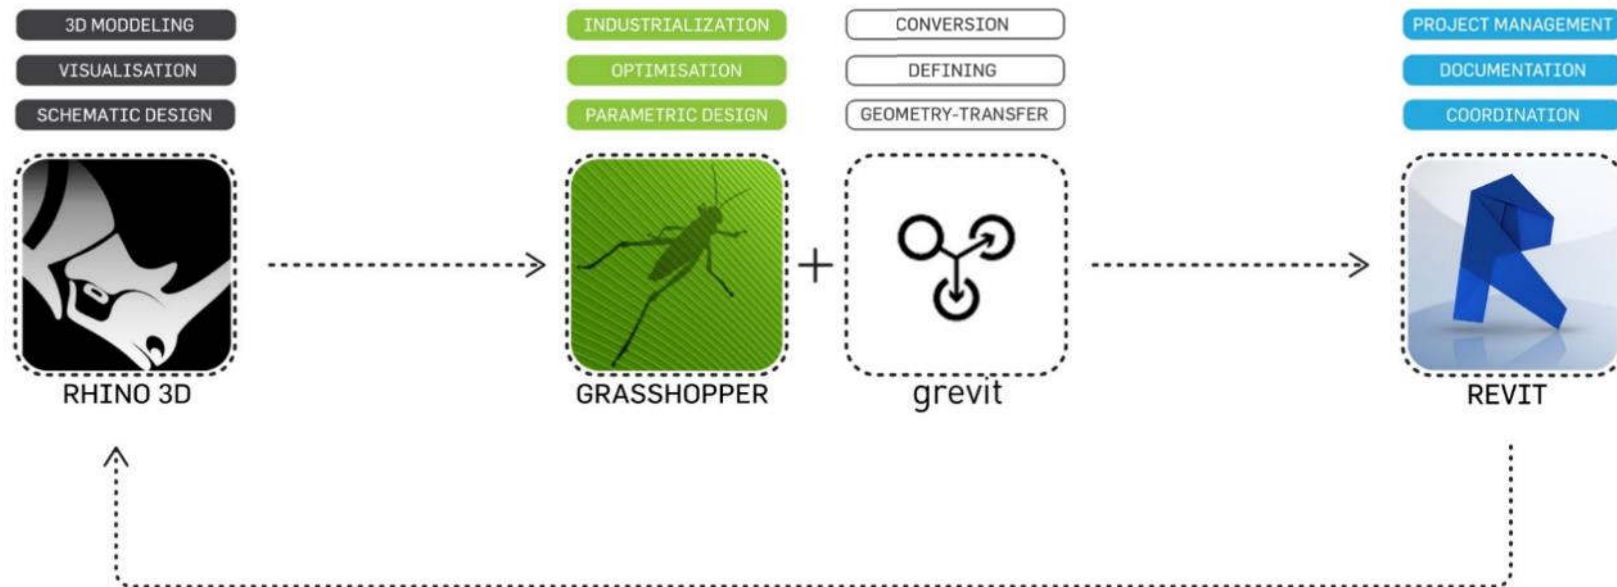 3D MODDELING
VISUALISATION
SCHEMATIC DESIGN
RHINO 3D
INDUSTRIALIZATION
OPTIMISATION
PARAMETRIC DESIGN
GRASSHOPPER
+
CONVERSION
DEFINING
GEOMETRY-TRANSFER
grevit
PROJECT MANAGEMENT
DOCUMENTATION
COORDINATION
REVIT